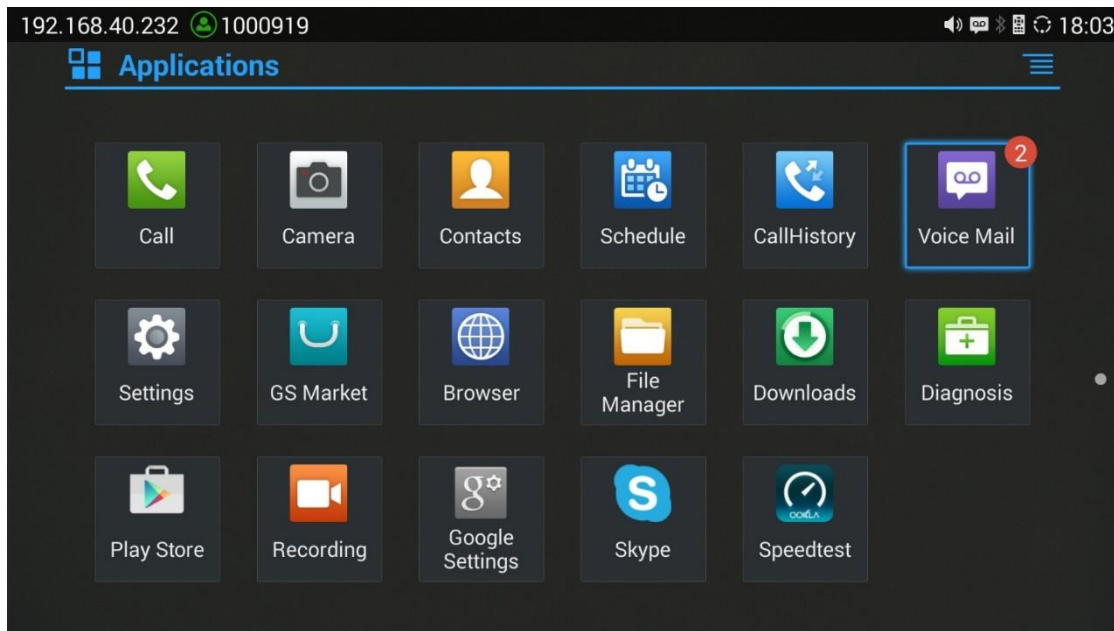 192.168.40.232 1000919 18:03
Applications
2
Call Camera Contacts Schedule CallHistory Voice Mail
Settings GS Market Browser File Manager Downloads Diagnosis
OOKLA
Play Store Recording Google Settings Skype Speedtest